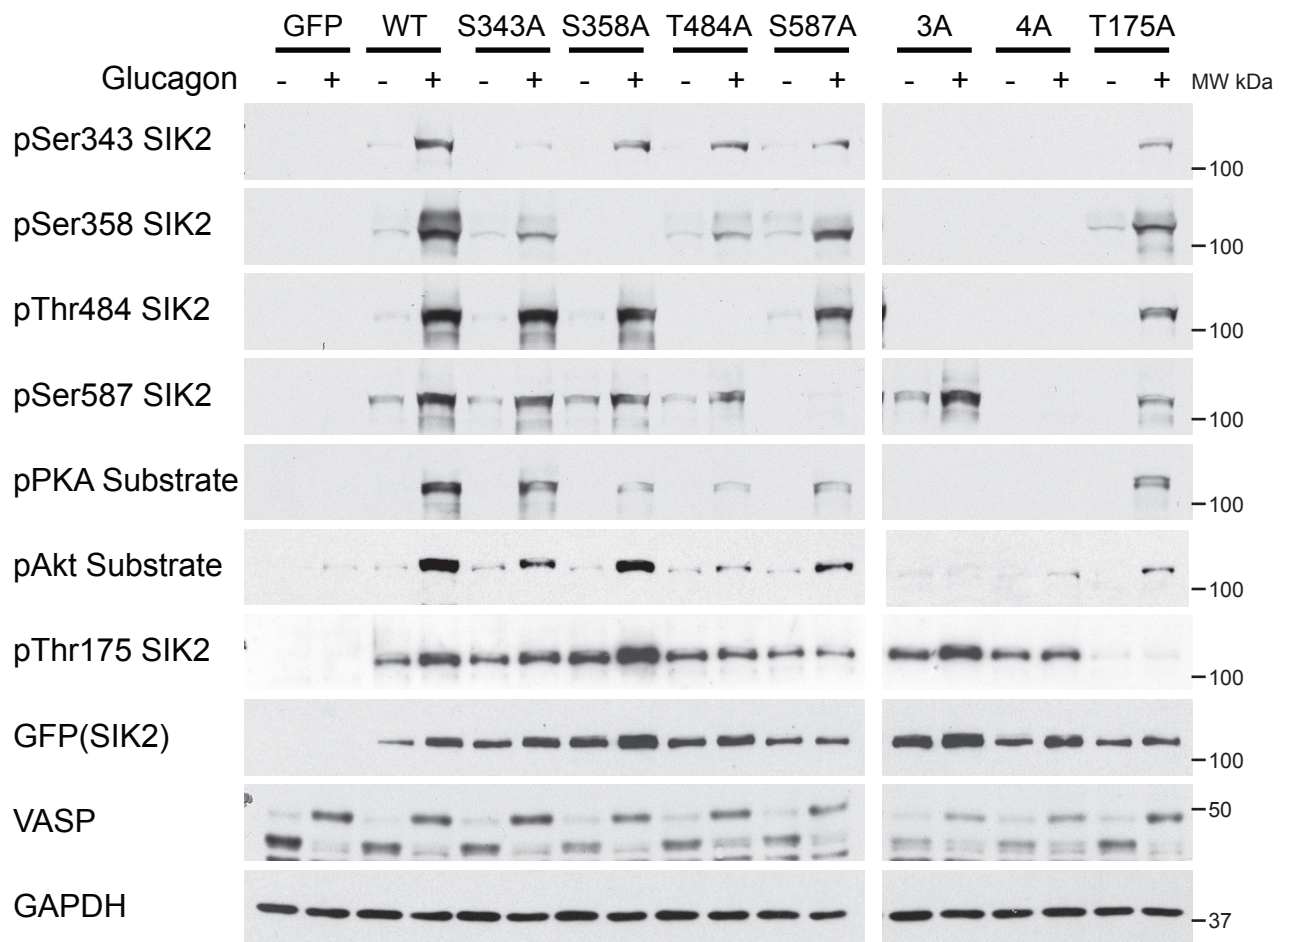 GFP WT S343A S358A T484A S587A 3A 4A T175A
Glucagon - + - + - + - + - + - + - + - + - + MW kDa
pSer343 SIK2 100
pSer358 SIK2 100
pThr484 SIK2 100
pSer587 SIK2 100
pPKA Substrate 100
pAkt Substrate 100
pThr175 SIK2 100
GFP(SIK2) 100
VASP 50
GAPDH 37